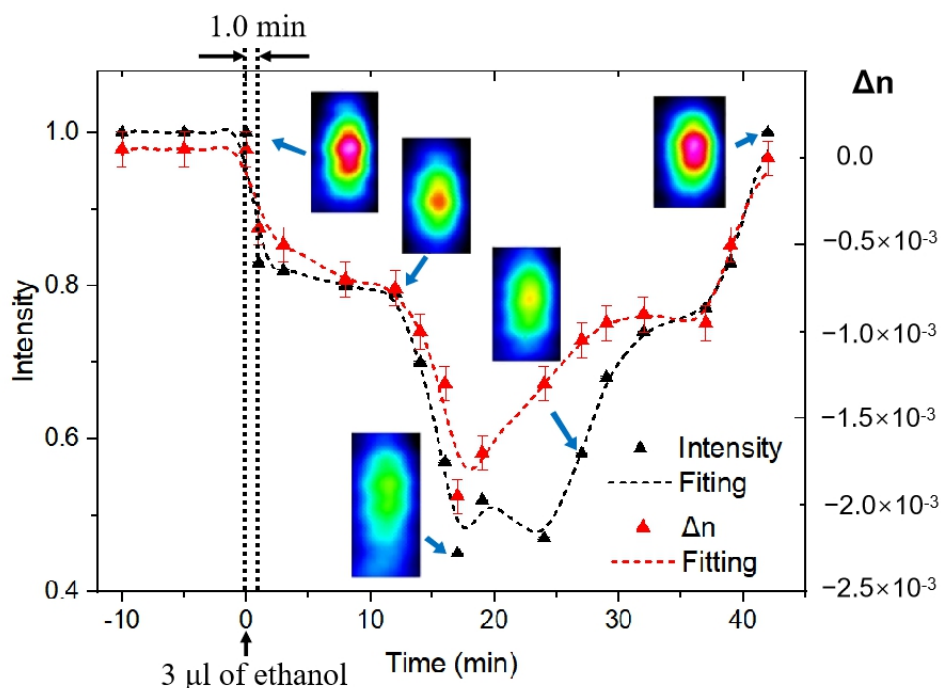 1.0 min
Δn
1.0
0.8
0.6
0.4
Intensity
0.0
−0.5×10⁻³
−1.0×10⁻³
−1.5×10⁻³
−2.0×10⁻³
−2.5×10⁻³
Intensity
Fiting
Δn
Fitting
-10 0 10 20 30 40
Time (min)
3 µl of ethanol